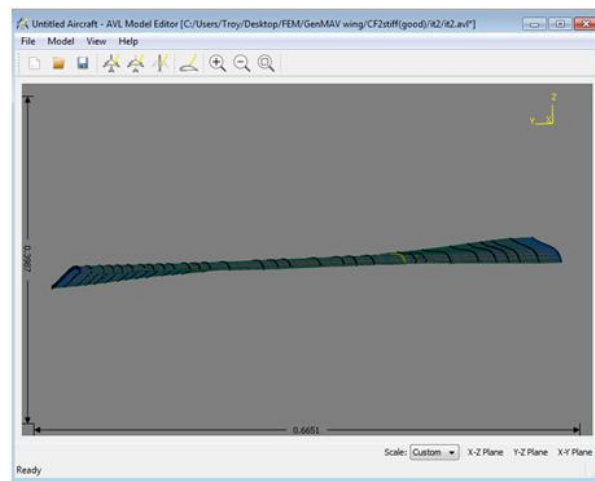 Untitled Aircraft - AVL Model Editor [C:/Users/Troy/Desktop/FEM/GenMAV wing/CF2stiff(good)/it2/it2.avl*]
File Model View Help
Z
Y X
0.3907
0.6651
Scale: Custom X-Z Plane Y-Z Plane X-Y Plane
Ready